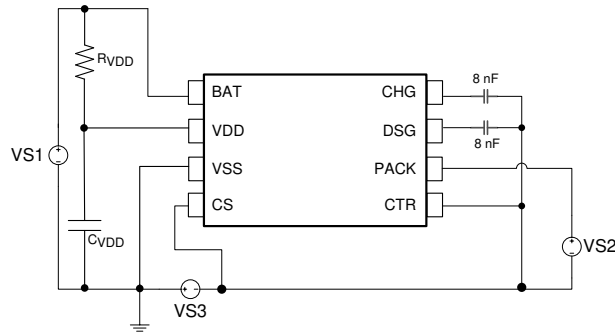 RVDD
8 nF
BAT
CHG
VDD
DSG
8 nF
VS1
VSS
PACK
CS
CTR
CVDD
VS2
VS3